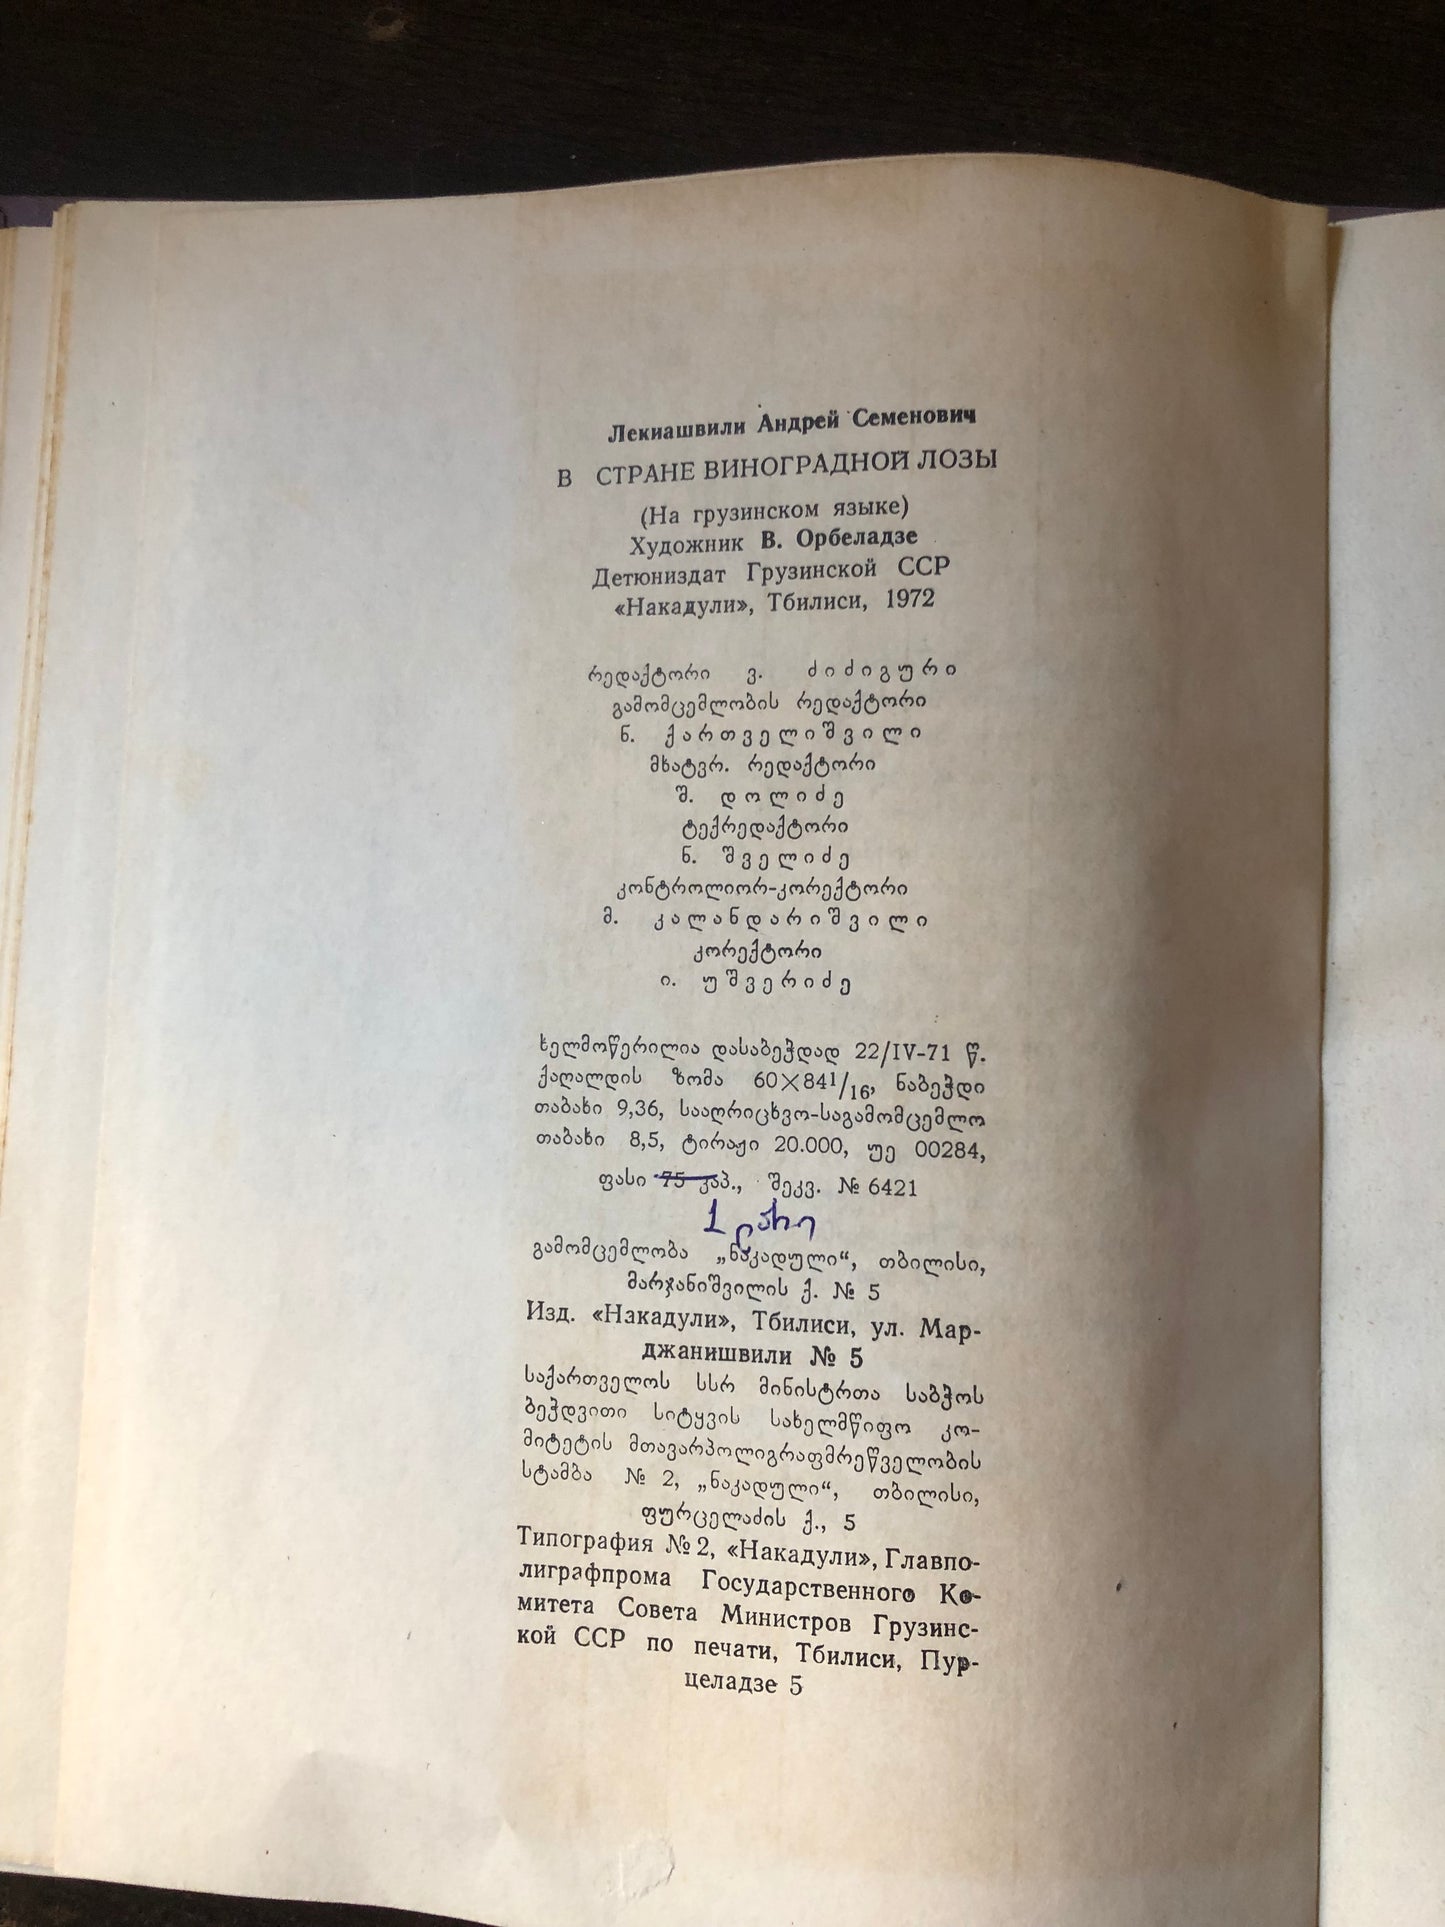 Лекиашвили Андрей Семенович
В СТРАНЕ ВИНОГРАДНОЙ ЛОЗЫ
(На грузинском языке)
Художник В. Орбеладзе
Детюниздат Грузинской ССР
«Накадули», Тбилиси, 1972
რედაქტორი ვ. ძიძიგური
გამომცემლობის რედაქტორი
ნ. ქართველიშვილი
მხატვრ. რედაქტორი
შ. დოლიძე
ტექრედაქტორი
ნ. შველიძე
კონტროლიორ-კორექტორი
მ. კალანდარიშვილი
კორექტორი
ი. უშვერიძე
ხელმოწერილია დასაბეჭდად 22/IV-71 წ.
ქაღალდის ზომა 60×84¹/₁₆, ნაბეჭდი
თაბახი 9,36, სააღრიცხვო-საგამომცემლო
თაბახი 8,5, ტირაჟი 20.000, უე 00284,
ფასი 75 კაპ., შეკვ. № 6421
1
გამომცემლობა „ნაკადული“, თბილისი,
მარჯანიშვილის ქ. № 5
Изд. «Накадули», Тбилиси, ул. Мар-
джанишвили № 5
საქართველოს სსრ მინისტრთა საბჭოს
ბეჭდვითი სიტყვის სახელმწიფო კო-
მიტეტის მთავარპოლიგრაფმრეწველობის
სტამბა № 2, „ნაკადული“, თბილისი,
ფურცელაძის ქ., 5
Типография № 2, «Накадули», Главпо-
лиграфпрома Государственного Ко-
митета Совета Министров Грузинс-
кой ССР по печати, Тбилиси, Пур-
целадзе 5